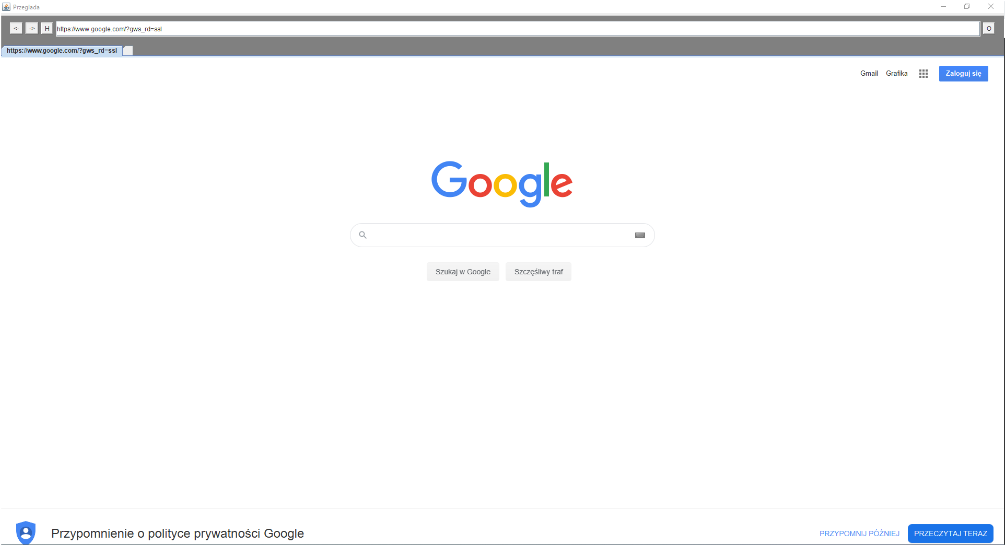 Przeglada
< -> H https://www.google.com/?gws_rd=ssl O
https://www.google.com/?gws_rd=ssl
Gmail Grafika Zaloguj się
Google
Szukaj w Google Szczęśliwy traf
Przypomnienie o polityce prywatności Google PRZYPOMNIJ PÓŹNIEJ PRZECZYTAJ TERAZ